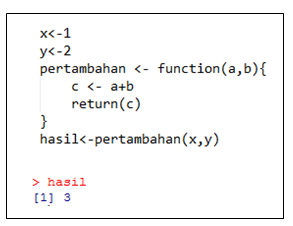 x<-1
y<-2
pertambahan <- function(a,b){
    c <- a+b
    return(c)
}
hasil<-pertambahan(x,y)
> hasil
[1] 3